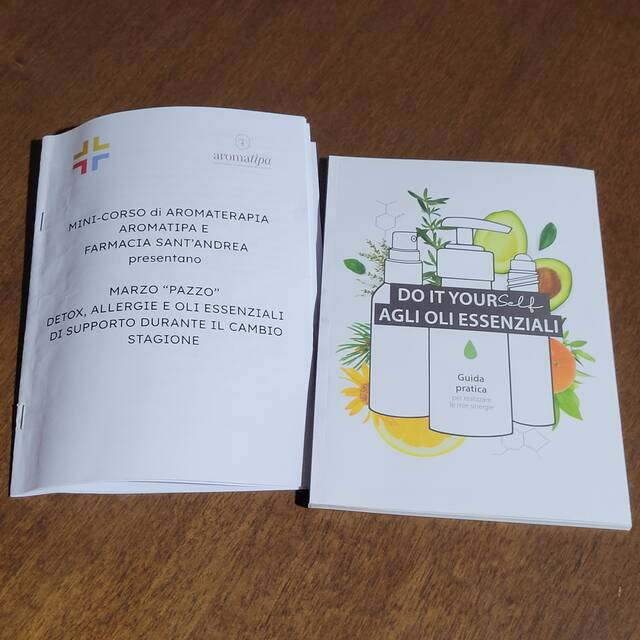 aromatipa
MINI-CORSO di AROMATERAPIA
AROMATIPA E
FARMACIA SANT'ANDREA
presentano
MARZO "PAZZO"
DETOX, ALLERGIE E OLI ESSENZIALI
DI SUPPORTO DURANTE IL CAMBIO
STAGIONE
DO IT YOURSelf
AGLI OLI ESSENZIALI
Guida
pratica
per realizzare
le mie sinergie